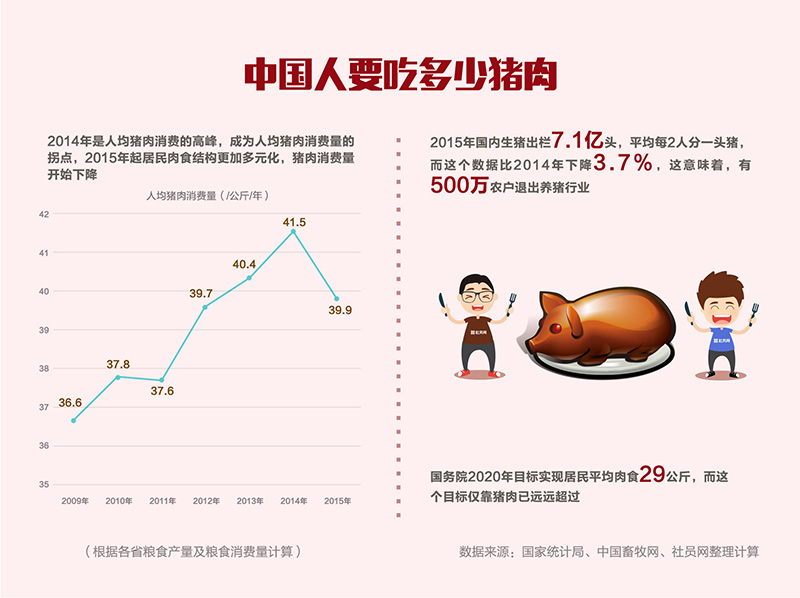 中国人要吃多少猪肉
2014年是人均猪肉消费的高峰，成为人均猪肉消费量的
拐点，2015年起居民肉食结构更加多元化，猪肉消费量
开始下降
人均猪肉消费量（/公斤/年）
42
41
40
39
38
37
36
35
36.6
37.8
37.6
39.7
40.4
41.5
39.9
2009年 2010年 2011年 2012年 2013年 2014年 2015年
（根据各省粮食产量及粮食消费量计算）
2015年国内生猪出栏7.1亿头，平均每2人分一头猪，
而这个数据比2014年下降3.7%，这意味着，有
500万农户退出养猪行业
社员网
社员网
国务院2020年目标实现居民平均肉食29公斤，而这
个目标仅靠猪肉已远远超过
数据来源：国家统计局、中国畜牧网、社员网整理计算